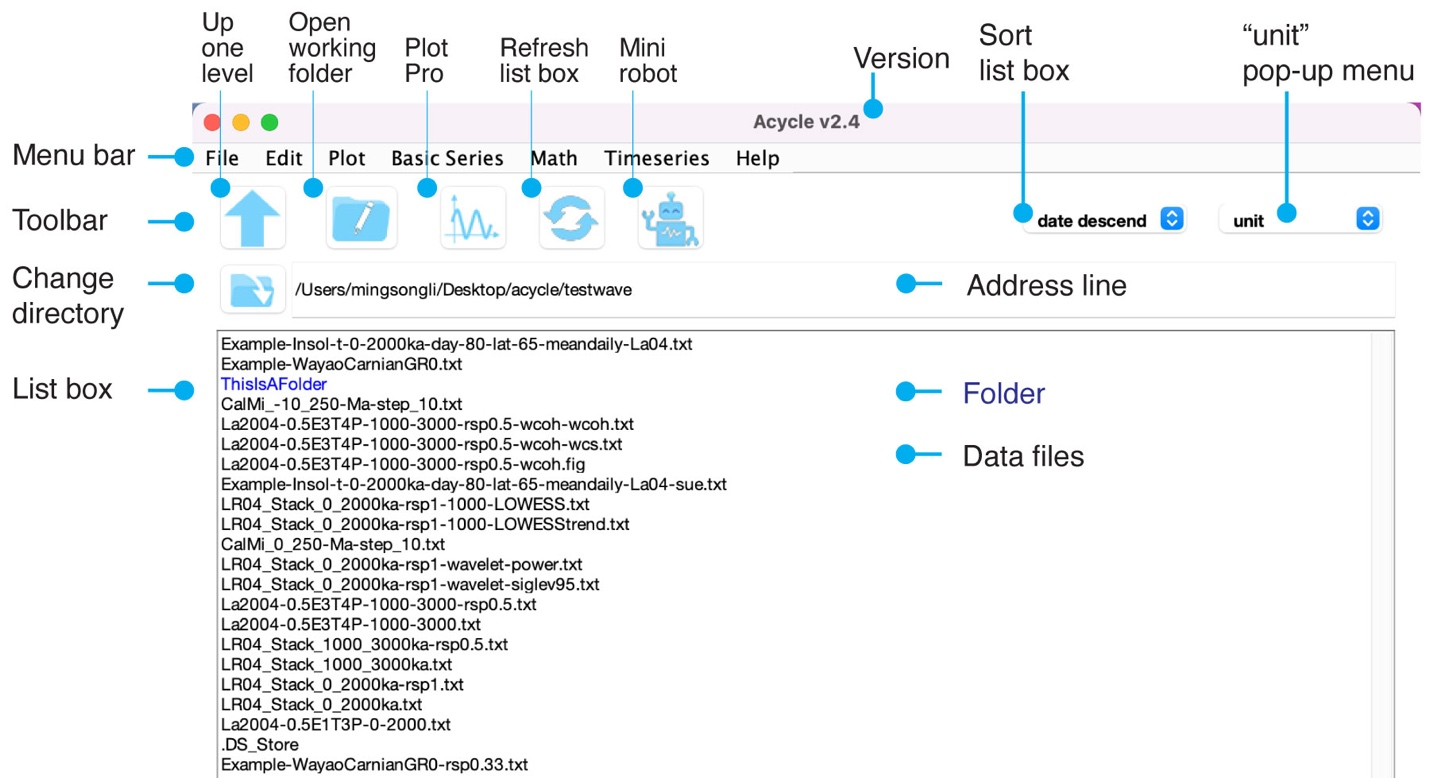 Up
one
level
Open
working
folder
Plot
Pro
Refresh
list box
Mini
robot
Version
Sort
list box
“unit”
pop-up menu
Acycle v2.4
Menu bar
File Edit Plot Basic Series Math Timeseries Help
Toolbar
date descend
unit
Change
directory
/Users/mingsongli/Desktop/acycle/testwave
Address line
List box
Example-Insol-t-0-2000ka-day-80-lat-65-meandaily-La04.txt
Example-WayaoCarnianGR0.txt
ThisIsAFolder
Folder
CalMi_-10_250-Ma-step_10.txt
La2004-0.5E3T4P-1000-3000-rsp0.5-wcoh-wcoh.txt
La2004-0.5E3T4P-1000-3000-rsp0.5-wcoh-wcs.txt
Data files
La2004-0.5E3T4P-1000-3000-rsp0.5-wcoh.fig
Example-Insol-t-0-2000ka-day-80-lat-65-meandaily-La04-sue.txt
LR04_Stack_0_2000ka-rsp1-1000-LOWESS.txt
LR04_Stack_0_2000ka-rsp1-1000-LOWESStrend.txt
CalMi_0_250-Ma-step_10.txt
LR04_Stack_0_2000ka-rsp1-wavelet-power.txt
LR04_Stack_0_2000ka-rsp1-wavelet-siglev95.txt
La2004-0.5E3T4P-1000-3000-rsp0.5.txt
La2004-0.5E3T4P-1000-3000.txt
LR04_Stack_1000_3000ka-rsp0.5.txt
LR04_Stack_1000_3000ka.txt
LR04_Stack_0_2000ka-rsp1.txt
LR04_Stack_0_2000ka.txt
La2004-0.5E1T3P-0-2000.txt
.DS_Store
Example-WayaoCarnianGR0-rsp0.33.txt